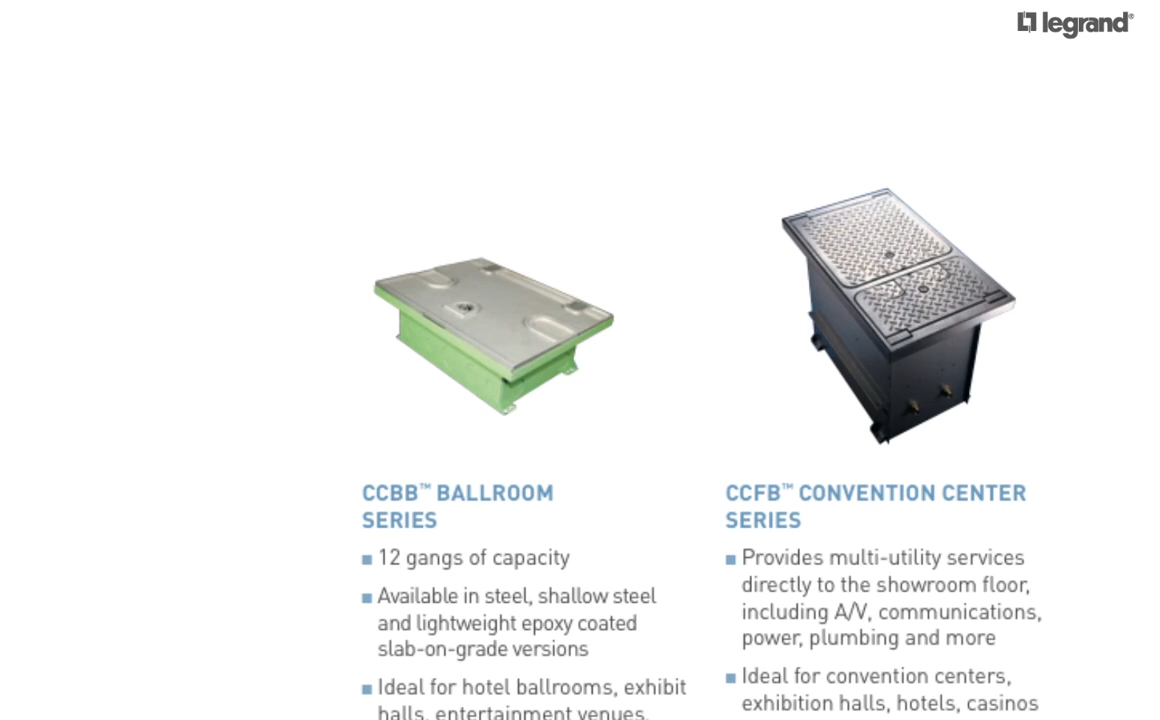 legrand®
CCBB™ BALLROOM
SERIES
■ 12 gangs of capacity
■ Available in steel, shallow steel
and lightweight epoxy coated
slab-on-grade versions
■ Ideal for hotel ballrooms, exhibit
halls, entertainment venues,
CCFB™ CONVENTION CENTER
SERIES
■ Provides multi-utility services
directly to the showroom floor,
including A/V, communications,
power, plumbing and more
■ Ideal for convention centers,
exhibition halls, hotels, casinos